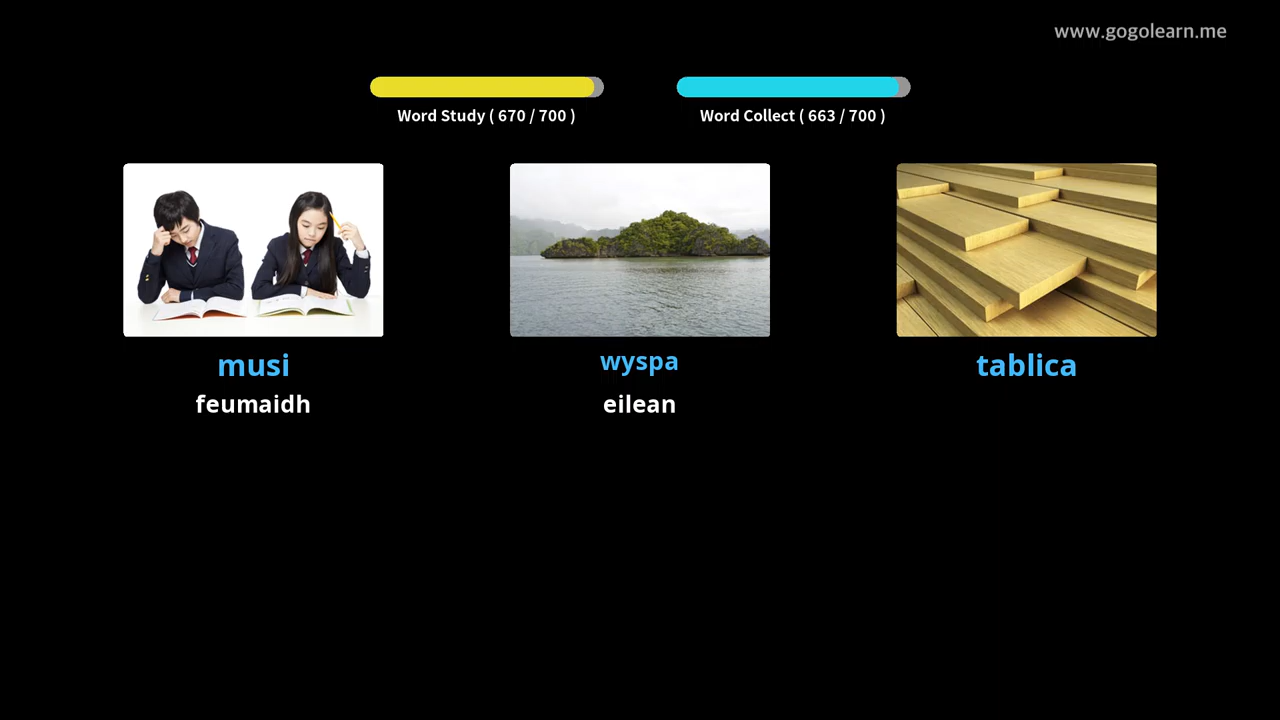 www.gogolearn.me
Word Study ( 670 / 700 )
Word Collect ( 663 / 700 )
musi
wyspa
tablica
feumaidh
eilean